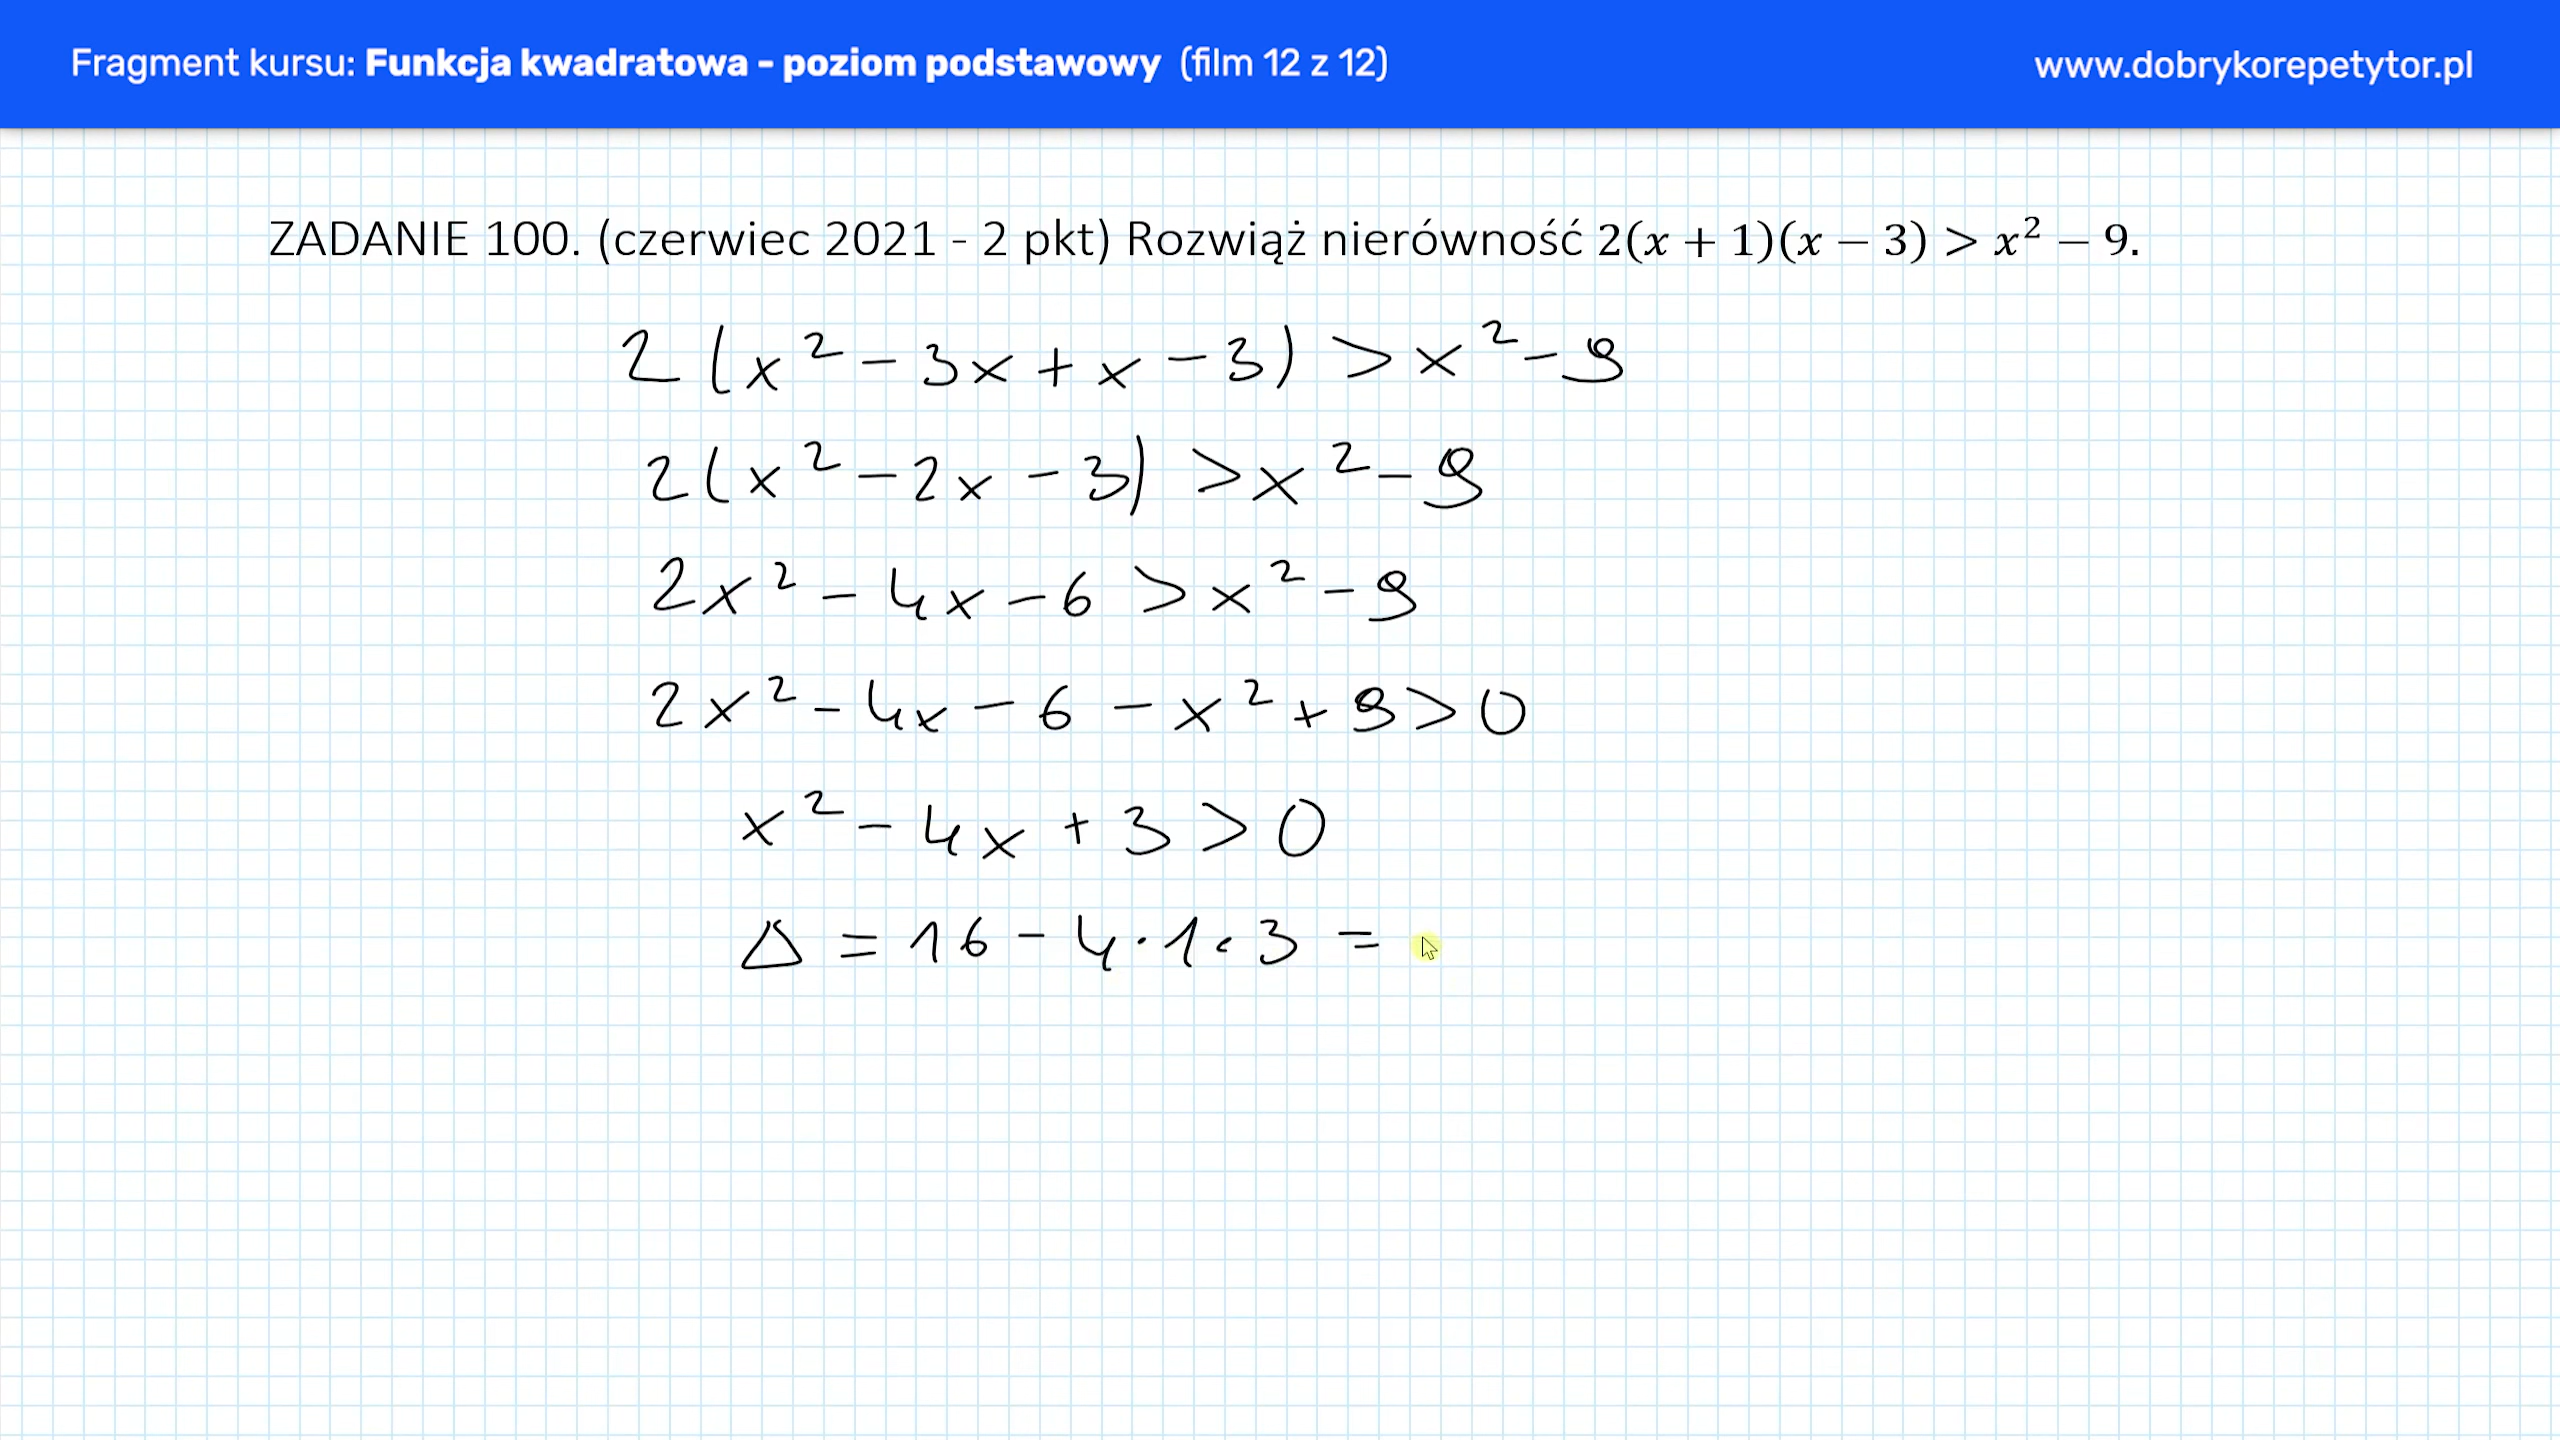 Fragment kursu: Funkcja kwadratowa - poziom podstawowy (film 12 z 12)
www.dobrykorepetytor.pl
ZADANIE 100. (czerwiec 2021 - 2 pkt) Rozwiąż nierówność 2(x + 1)(x − 3) > x² − 9.
2(x² − 3x + x − 3) > x² − 9
2(x² − 2x − 3) > x² − 9
2x² − 4x − 6 > x² − 9
2x² − 4x − 6 − x² + 9 > 0
x² − 4x + 3 > 0
Δ = 16 − 4·1·3 =